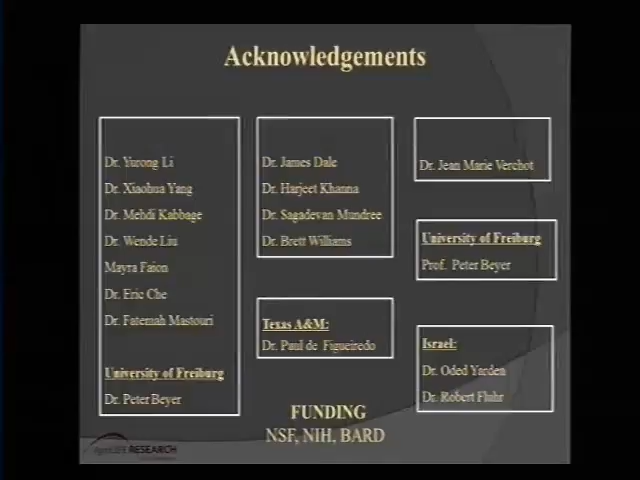 Acknowledgements
Dr. Yurong Li
Dr. Xiaohua Yang
Dr. Mehdi Kabbage
Dr. Wende Liu
Mayra Faion
Dr. Eric Che
Dr. Fatemah Mastouri
University of Freiburg
Dr. Peter Beyer
Dr. James Dale
Dr. Harjeet Khanna
Dr. Sagadevan Mundree
Dr. Brett Williams
Texas A&M:
Dr. Paul de Figueiredo
FUNDING
NSF, NIH, BARD
Dr. Jean Marie Verchot
University of Freiburg
Prof. Peter Beyer
Israel:
Dr. Oded Yarden
Dr. Robert Fluhr
AgriLIFE RESEARCH